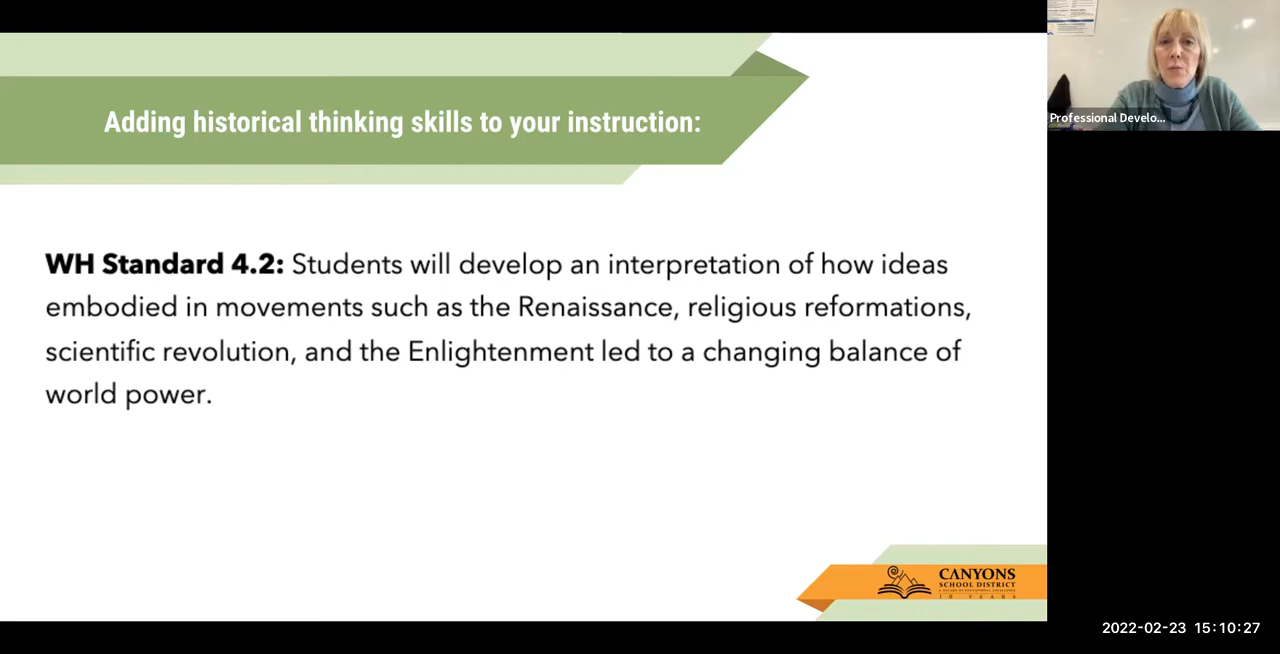 Adding historical thinking skills to your instruction:
Professional Develo...
WH Standard 4.2: Students will develop an interpretation of how ideas
embodied in movements such as the Renaissance, religious reformations,
scientific revolution, and the Enlightenment led to a changing balance of
world power.
CANYONS
SCHOOL DISTRICT
10 YEARS
2022-02-23 15:10:27